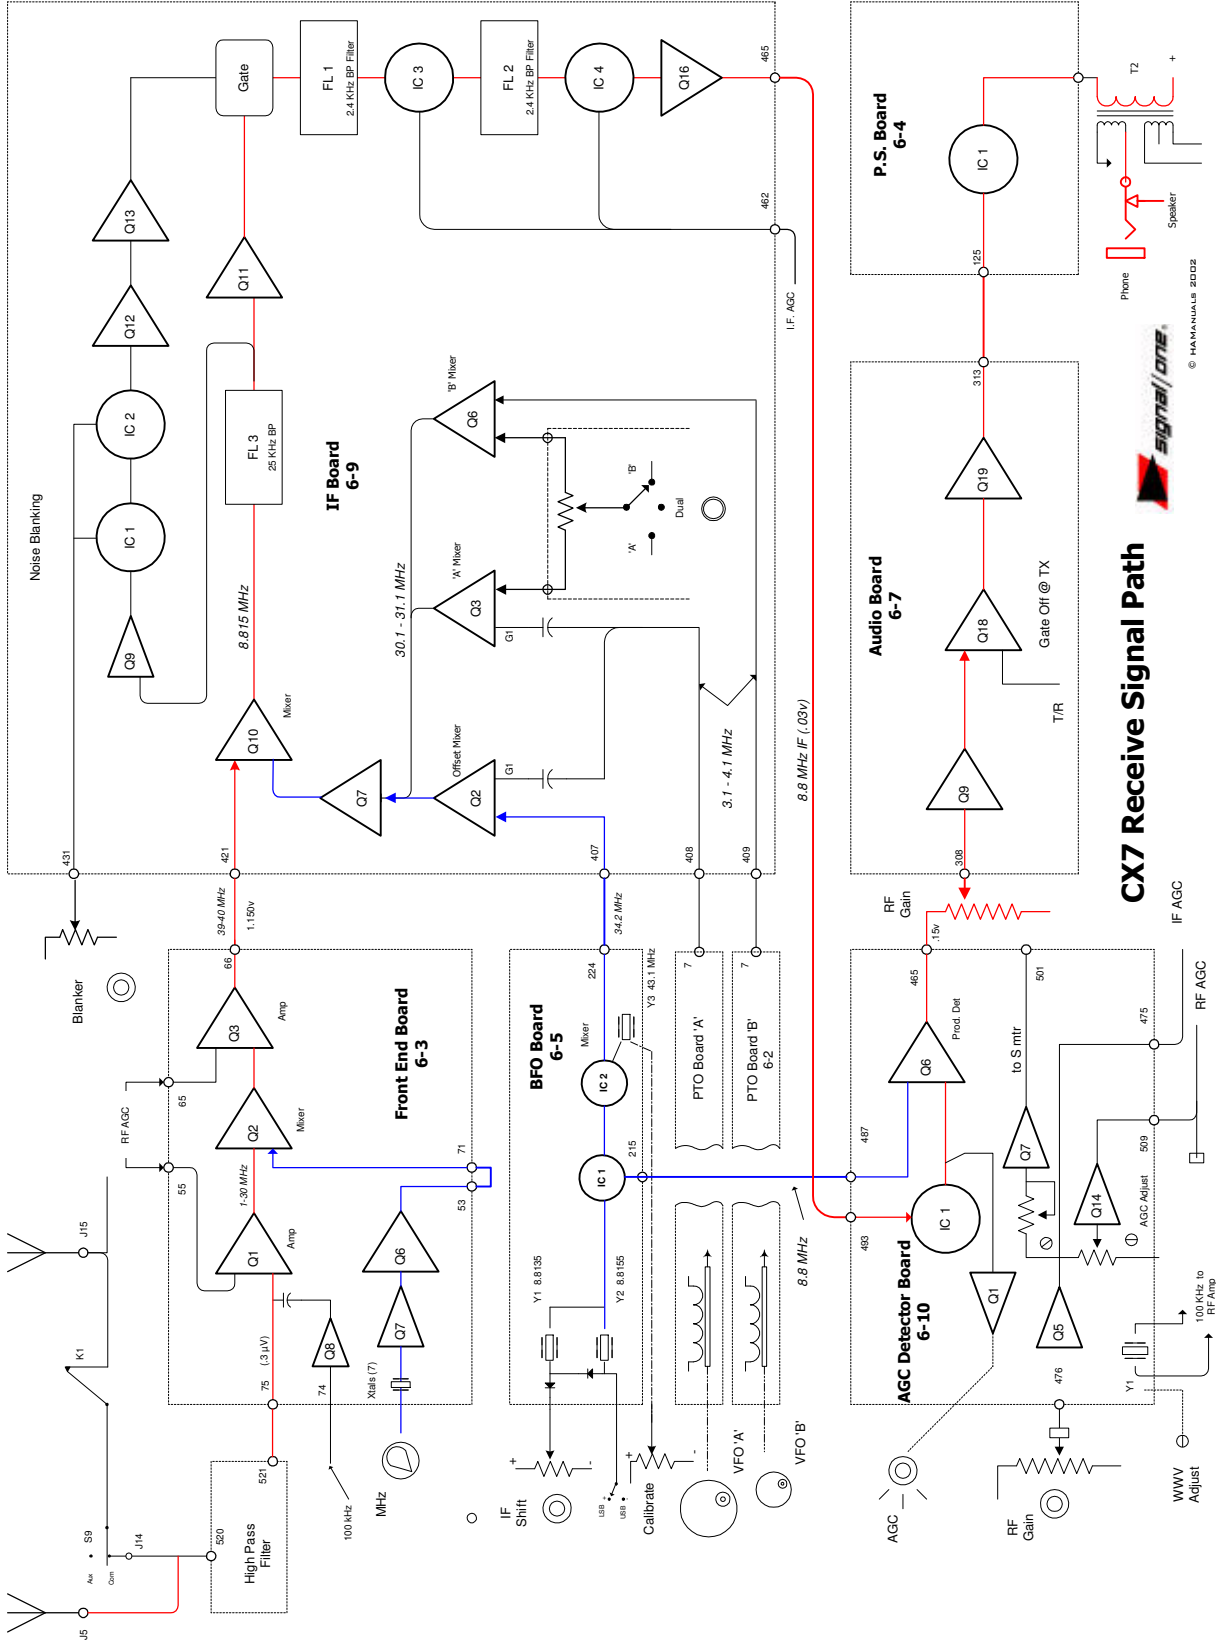 CX7 Receive Signal Path
signal/one.
© HAManuals 2002
J5
J14
S9
Aux
Com
K1
J15
520
High Pass
Filter
521
75
(.3 µV)
Q1
Amp
55
RF AGC
65
1-30 MHz
Q2
Mixer
Q3
Amp
66
Front End Board
6-3
74
Q8
100 kHz
Xtals (7)
Q7
Q6
53
71
MHz
39-40 MHz
1.150v
421
Blanker
431
Noise Blanking
Q9
IC 1
IC 2
Q12
Q13
Gate
Q10
Mixer
8.815 MHz
FL 3
25 KHz BP
Q11
FL 1
2.4 KHz BP Filter
IC 3
FL 2
2.4 KHz BP Filter
IC 4
Q16
465
462
I.F. AGC
IF Board
6-9
Q7
Q2
Offset Mixer
G1
30.1 - 31.1 MHz
Q3
'A' Mixer
G1
Q6
'B' Mixer
'A'
Dual
'B'
3.1 - 4.1 MHz
8.8 MHz IF (.03v)
407
408
409
34.2 MHz
BFO Board
6-5
224
Mixer
IC 2
IC 1
215
Y3 43.1 MHz
Y1 8.8135
Y2 8.8155
+
-
IF
Shift
LSB
+
USB
-
Calibrate
+
-
PTO Board 'A'
7
PTO Board 'B'
6-2
7
VFO 'A'
VFO 'B'
8.8 MHz
AGC Detector Board
6-10
493
487
IC 1
Q6
Prod. Det
465
.15v
RF
Gain
Q1
Q7
to S mtr
501
Q14
AGC Adjust
509
475
Q5
476
Y1
100 KHz to
RF Amp
RF AGC
IF AGC
AGC
RF
Gain
WWV
Adjust
Audio Board
6-7
308
Q9
Q18
Q19
313
T/R
Gate Off @ TX
P.S. Board
6-4
125
IC 1
T2
+
Phone
Speaker